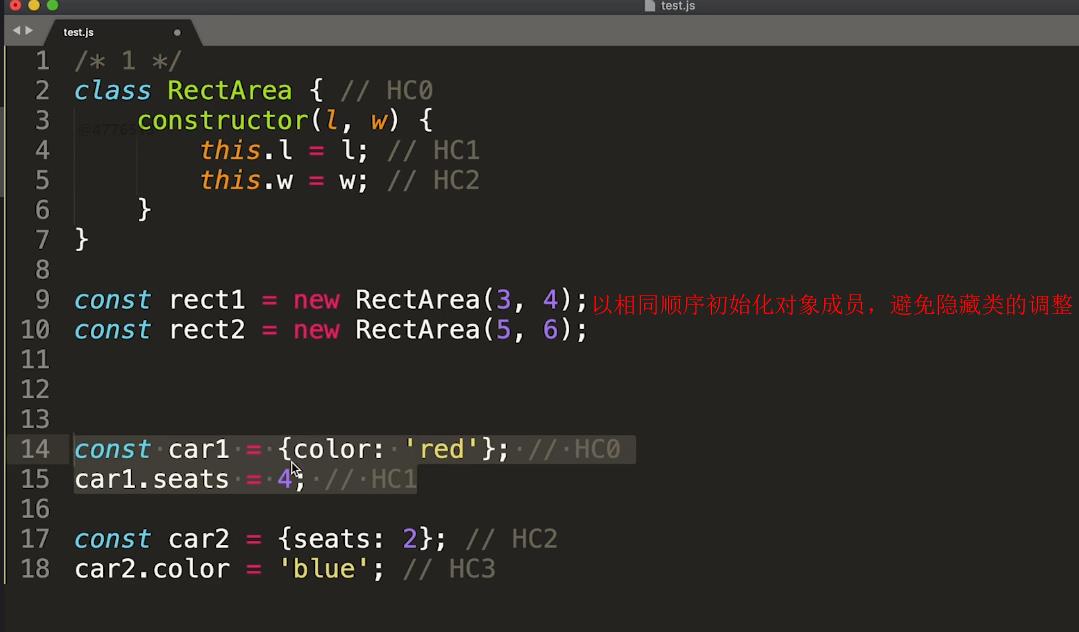 test.js
test.js
1 /* 1 */
2 class RectArea { // HC0
3 constructor(l, w) {
4 this.l = l; // HC1
5 this.w = w; // HC2
6 }
7 }
8
9 const rect1 = new RectArea(3, 4); 以相同顺序初始化对象成员，避免隐藏类的调整
10 const rect2 = new RectArea(5, 6);
11
12
13
14 const car1 = {color: 'red'}; // HC0
15 car1.seats = 4; // HC1
16
17 const car2 = {seats: 2}; // HC2
18 car2.color = 'blue'; // HC3